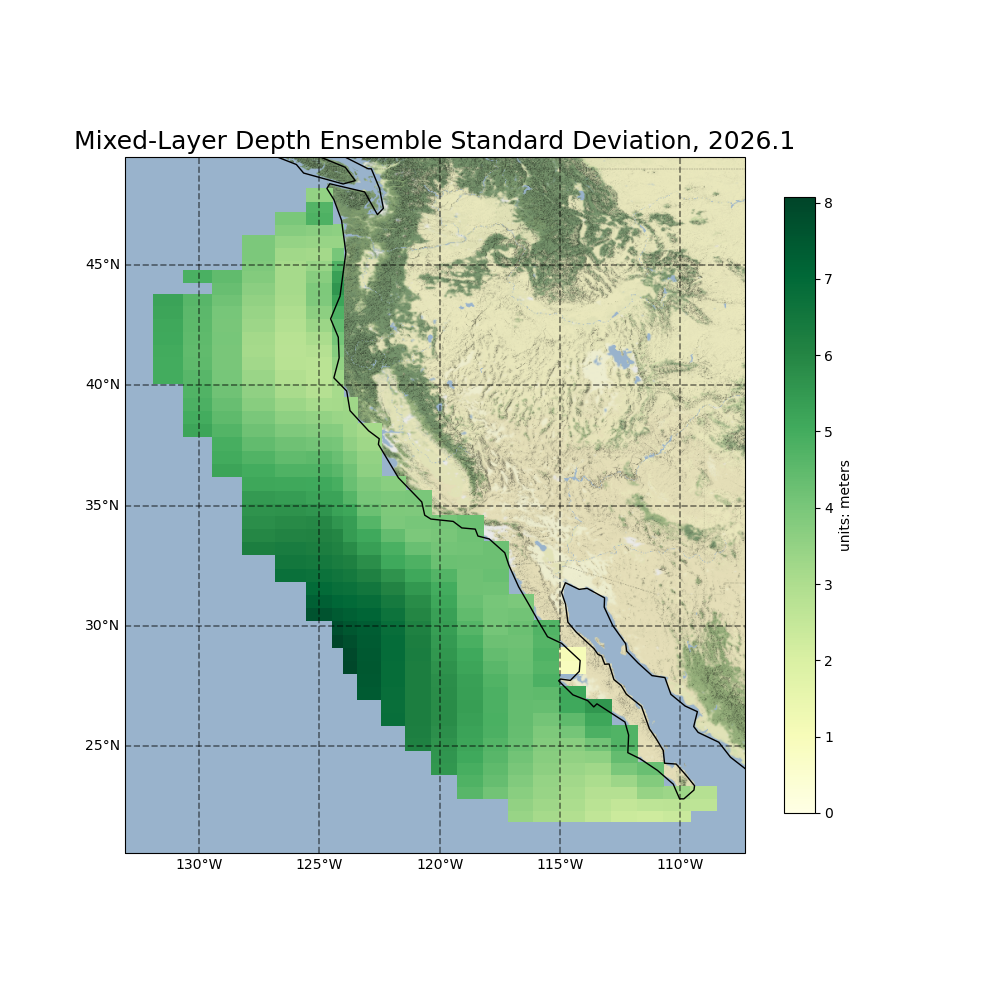 Mixed-Layer Depth Ensemble Standard Deviation, 2026.1
45°N
40°N
35°N
30°N
25°N
130°W 125°W 120°W 115°W 110°W
8
7
6
5
4
3
2
1
0
units: meters